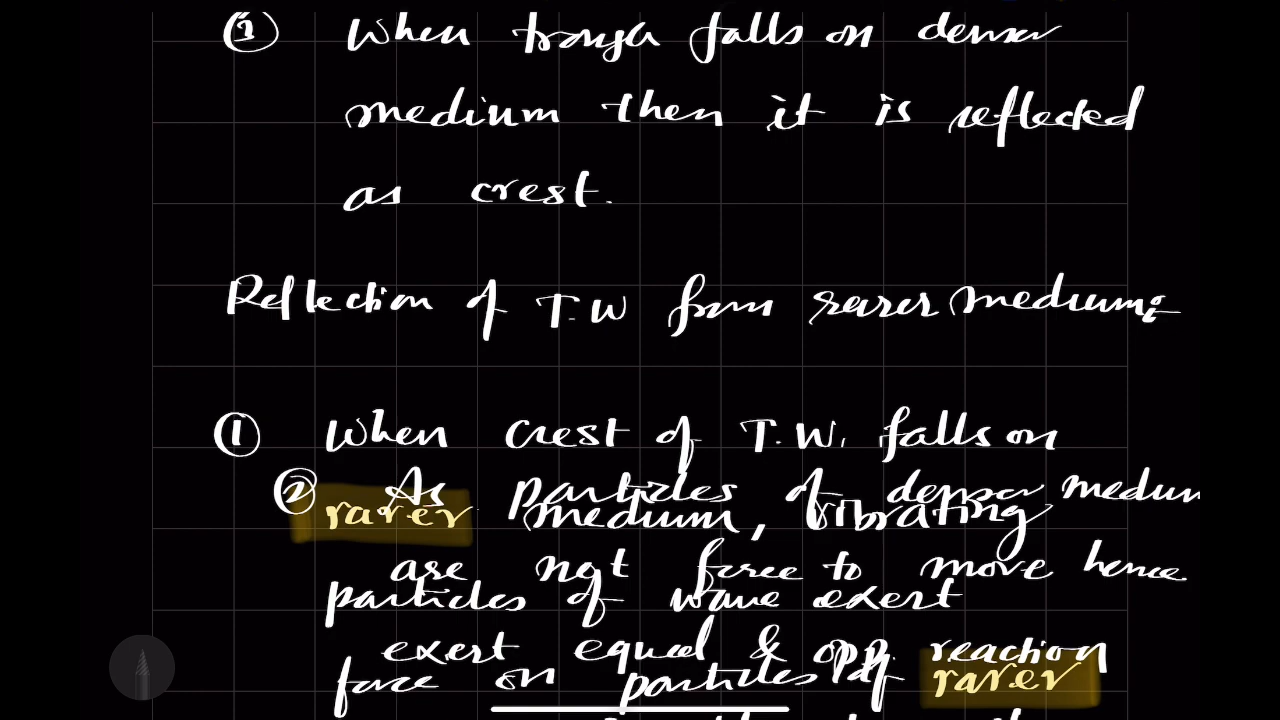 ② When trough falls on denser
medium then it is reflected
as crest.
Reflection of T.W from rarer medium:
① When crest of T.W. falls on
② As particles of denser medium
rarer medium, vibrating
are not force to move hence
particles of wave exert
exert equal & opp. reaction
force on particles of rarer